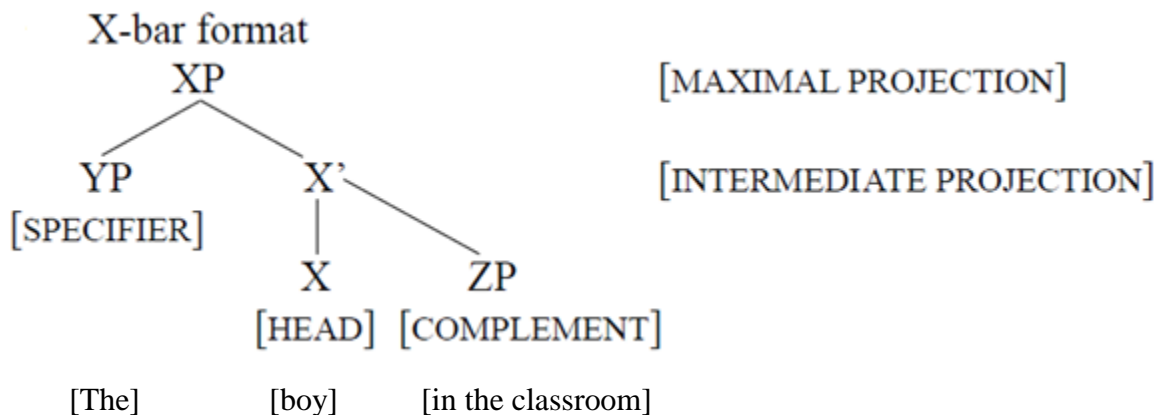 X-bar format
XP [MAXIMAL PROJECTION]
YP X’ [INTERMEDIATE PROJECTION]
[SPECIFIER]
X ZP
[HEAD] [COMPLEMENT]
[The] [boy] [in the classroom]